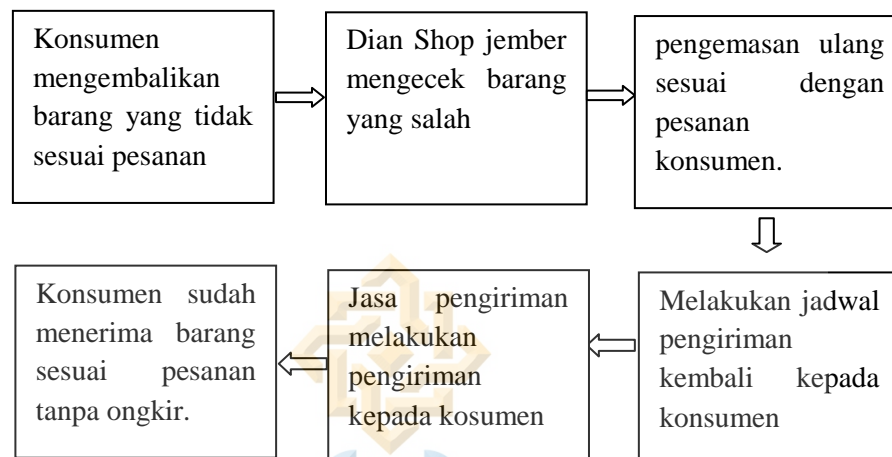 Konsumen
mengembalikan
barang yang tidak
sesuai pesanan
Dian Shop jember
mengecek barang
yang salah
pengemasan ulang
sesuai dengan
pesanan
konsumen.
Melakukan jadwal
pengiriman
kembali kepada
konsumen
Jasa pengiriman
melakukan
pengiriman
kepada kosumen
Konsumen sudah
menerima barang
sesuai pesanan
tanpa ongkir.